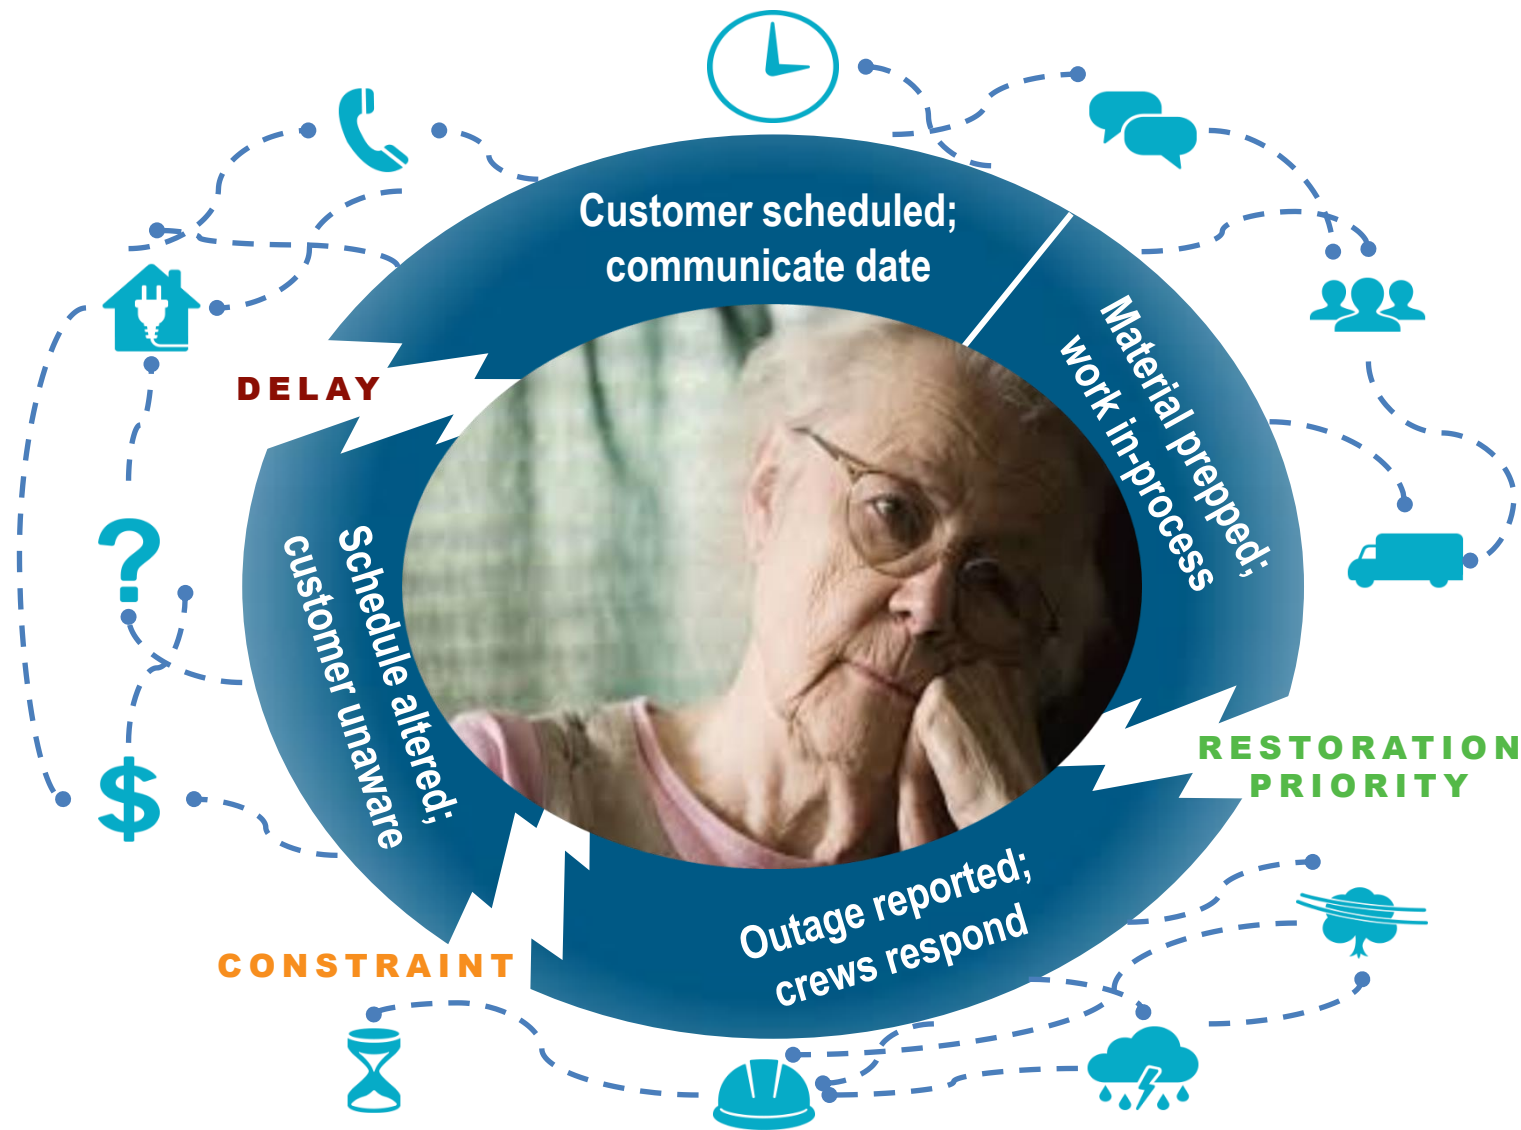 Customer scheduled;
communicate date
Material prepped;
work in-process
RESTORATION
PRIORITY
Outage reported;
crews respond
CONSTRAINT
Schedule altered;
customer unaware
DELAY
?
$